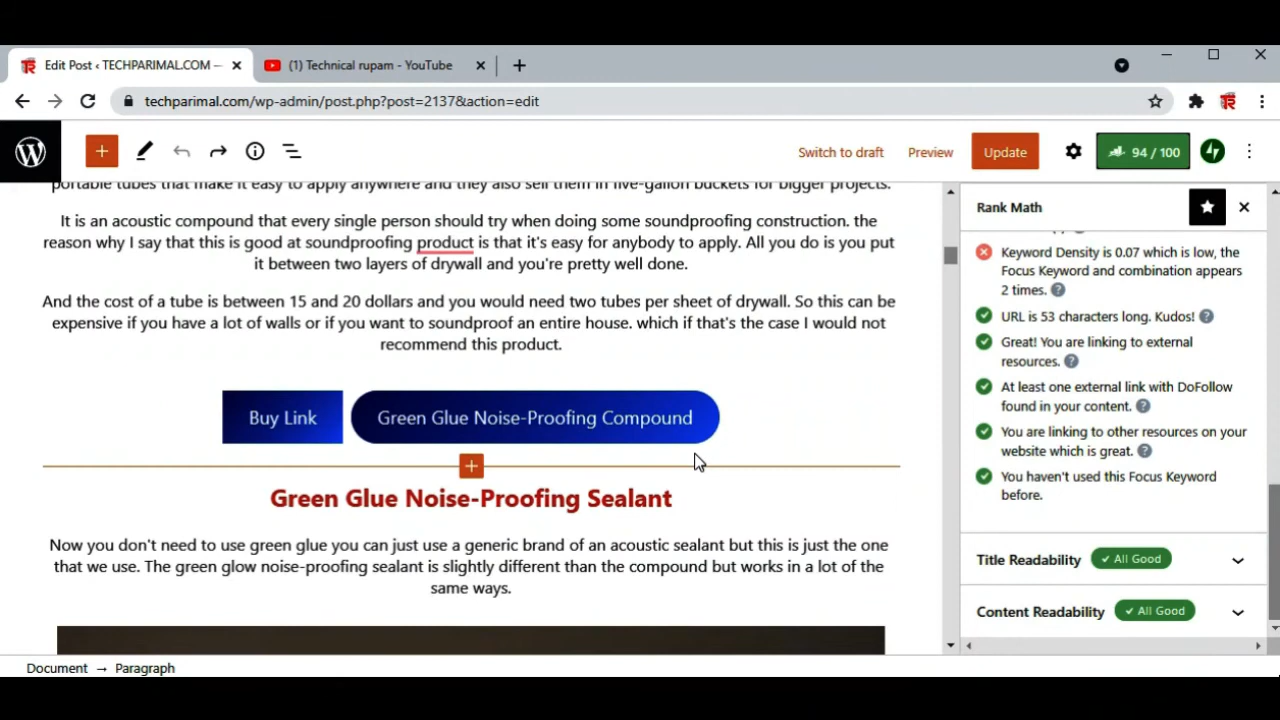 Edit Post ‹ TECHPARIMAL.COM —
(1) Technical rupam - YouTube
techparimal.com/wp-admin/post.php?post=2137&action=edit
Switch to draft
Preview
Update
94 / 100
portable tubes that make it easy to apply anywhere and they also sell them in five-gallon buckets for bigger projects.
It is an acoustic compound that every single person should try when doing some soundproofing construction. the
reason why I say that this is good at soundproofing product is that it's easy for anybody to apply. All you do is you put
it between two layers of drywall and you're pretty well done.
And the cost of a tube is between 15 and 20 dollars and you would need two tubes per sheet of drywall. So this can be
expensive if you have a lot of walls or if you want to soundproof an entire house. which if that's the case I would not
recommend this product.
Buy Link
Green Glue Noise-Proofing Compound
Green Glue Noise-Proofing Sealant
Now you don't need to use green glue you can just use a generic brand of an acoustic sealant but this is just the one
that we use. The green glow noise-proofing sealant is slightly different than the compound but works in a lot of the
same ways.
Document → Paragraph
Rank Math
Keyword Density is 0.07 which is low, the
Focus Keyword and combination appears
2 times.
URL is 53 characters long. Kudos!
Great! You are linking to external
resources.
At least one external link with DoFollow
found in your content.
You are linking to other resources on your
website which is great.
You haven't used this Focus Keyword
before.
Title Readability
All Good
Content Readability
All Good